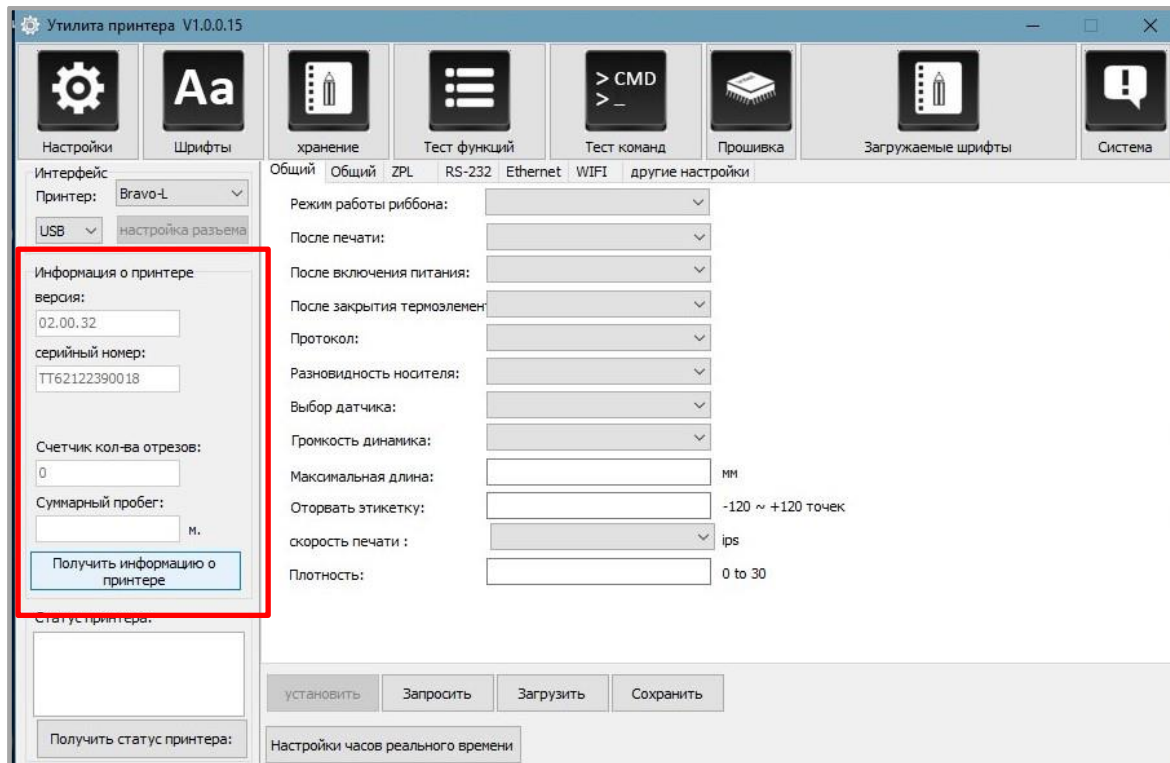 Утилита принтера V1.0.0.15
Aa
> CMD
>_
Настройки
Шрифты
хранение
Тест функций
Тест команд
Прошивка
Загружаемые шрифты
Система
Интерфейс
Принтер: Bravo-L
USB настройка разъема
Информация о принтере
версия:
02.00.32
серийный номер:
TT62122390018
Счетчик кол-ва отрезов:
0
Суммарный пробег:
м.
Получить информацию о
принтере
Статус принтера:
Получить статус принтера:
Общий Общий ZPL RS-232 Ethernet WIFI другие настройки
Режим работы риббона:
После печати:
После включения питания:
После закрытия термоэлемен
Протокол:
Разновидность носителя:
Выбор датчика:
Громкость динамика:
Максимальная длина: мм
Оторвать этикетку: -120 ~ +120 точек
скорость печати : ips
Плотность: 0 to 30
установить Запросить Загрузить Сохранить
Настройки часов реального времени